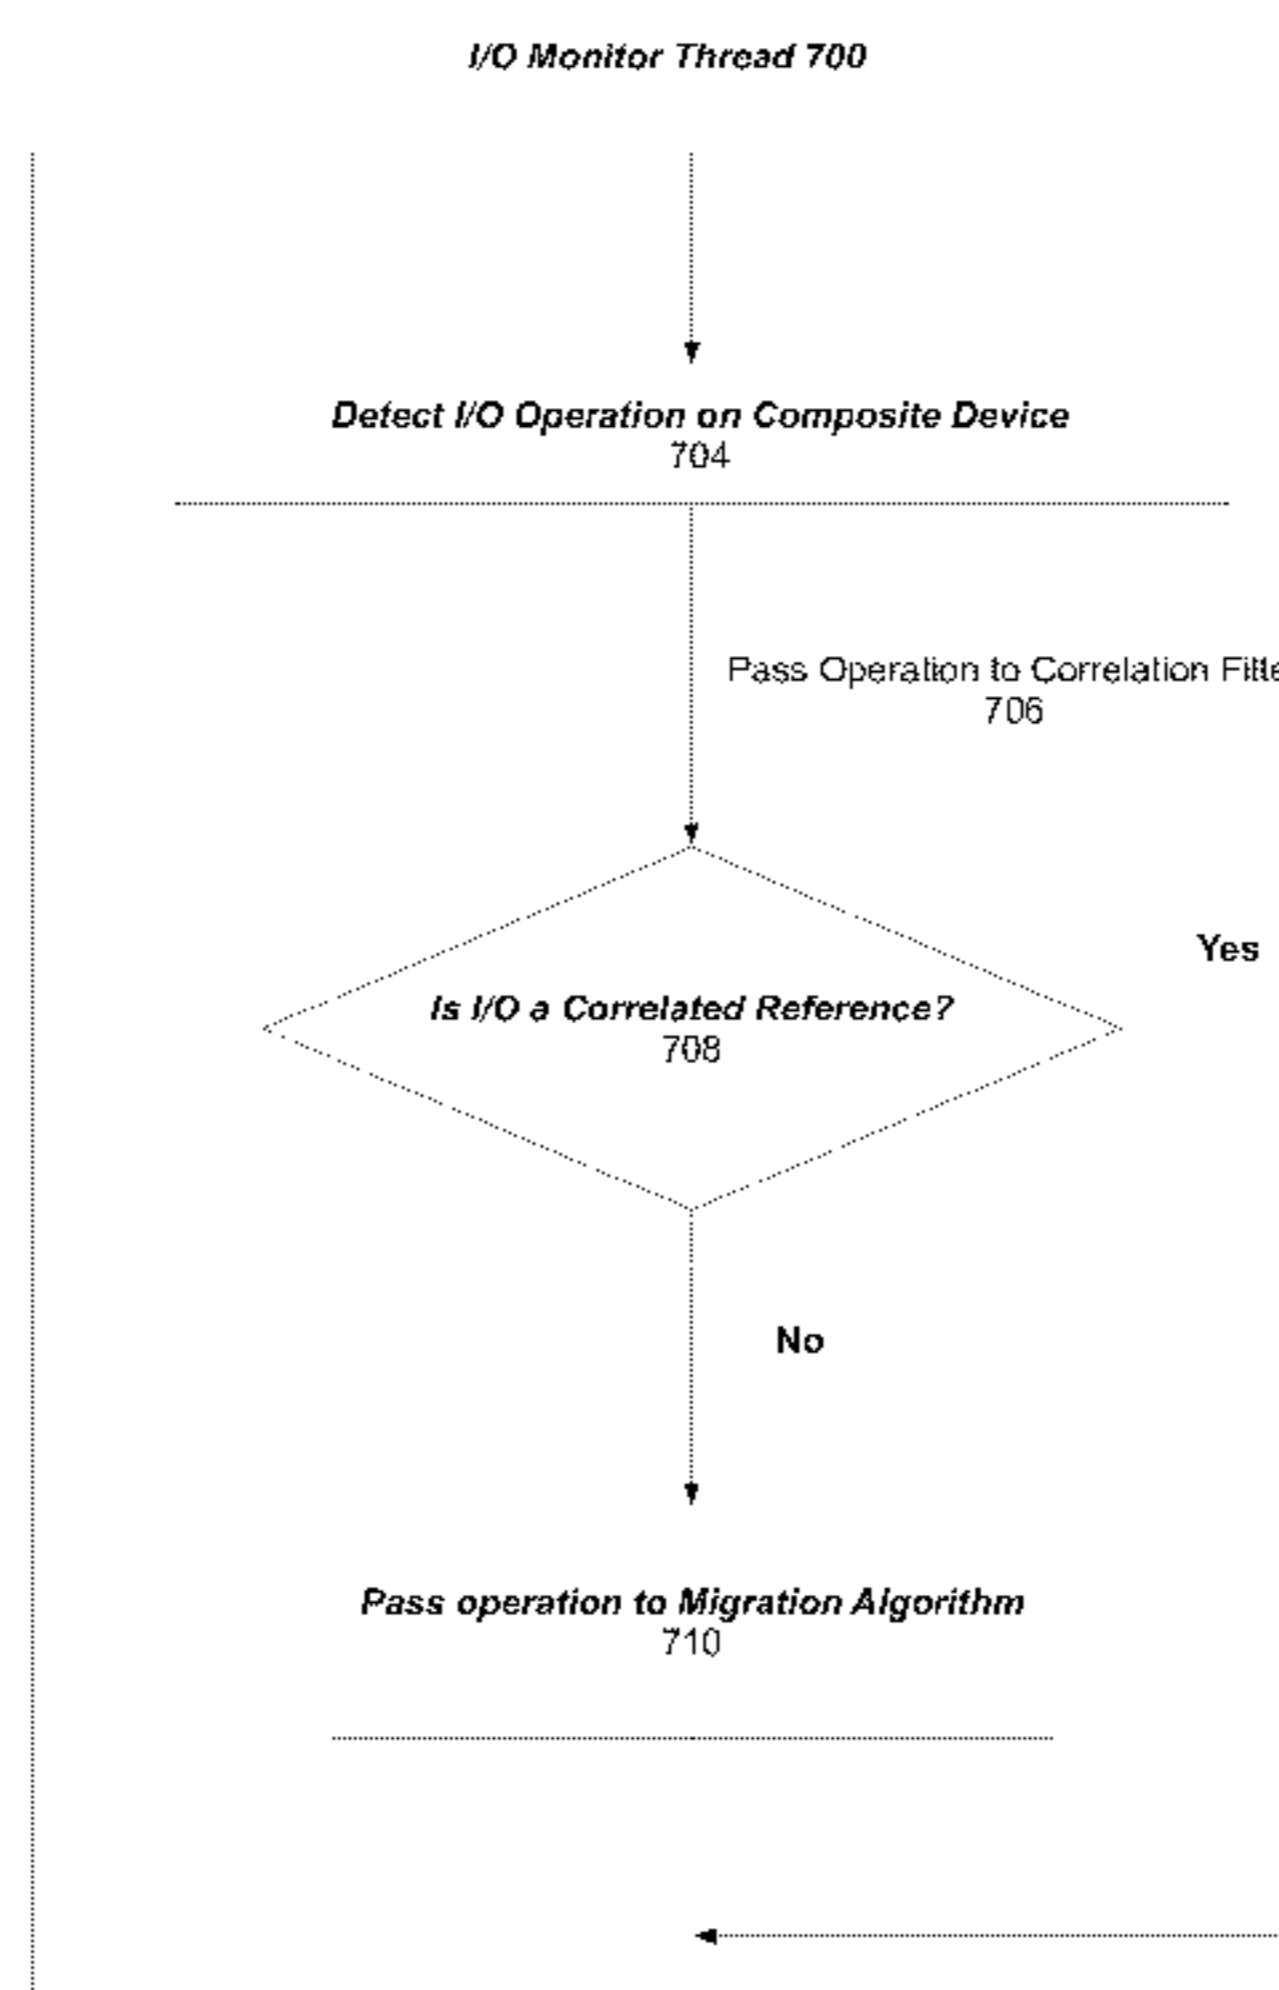 I/O Monitor Thread 700
Detect I/O Operation on Composite Device
704
Pass Operation to Correlation
706
Yes
Is I/O a Correlated Reference?
708
No
Pass operation to Migration Algorithm
710